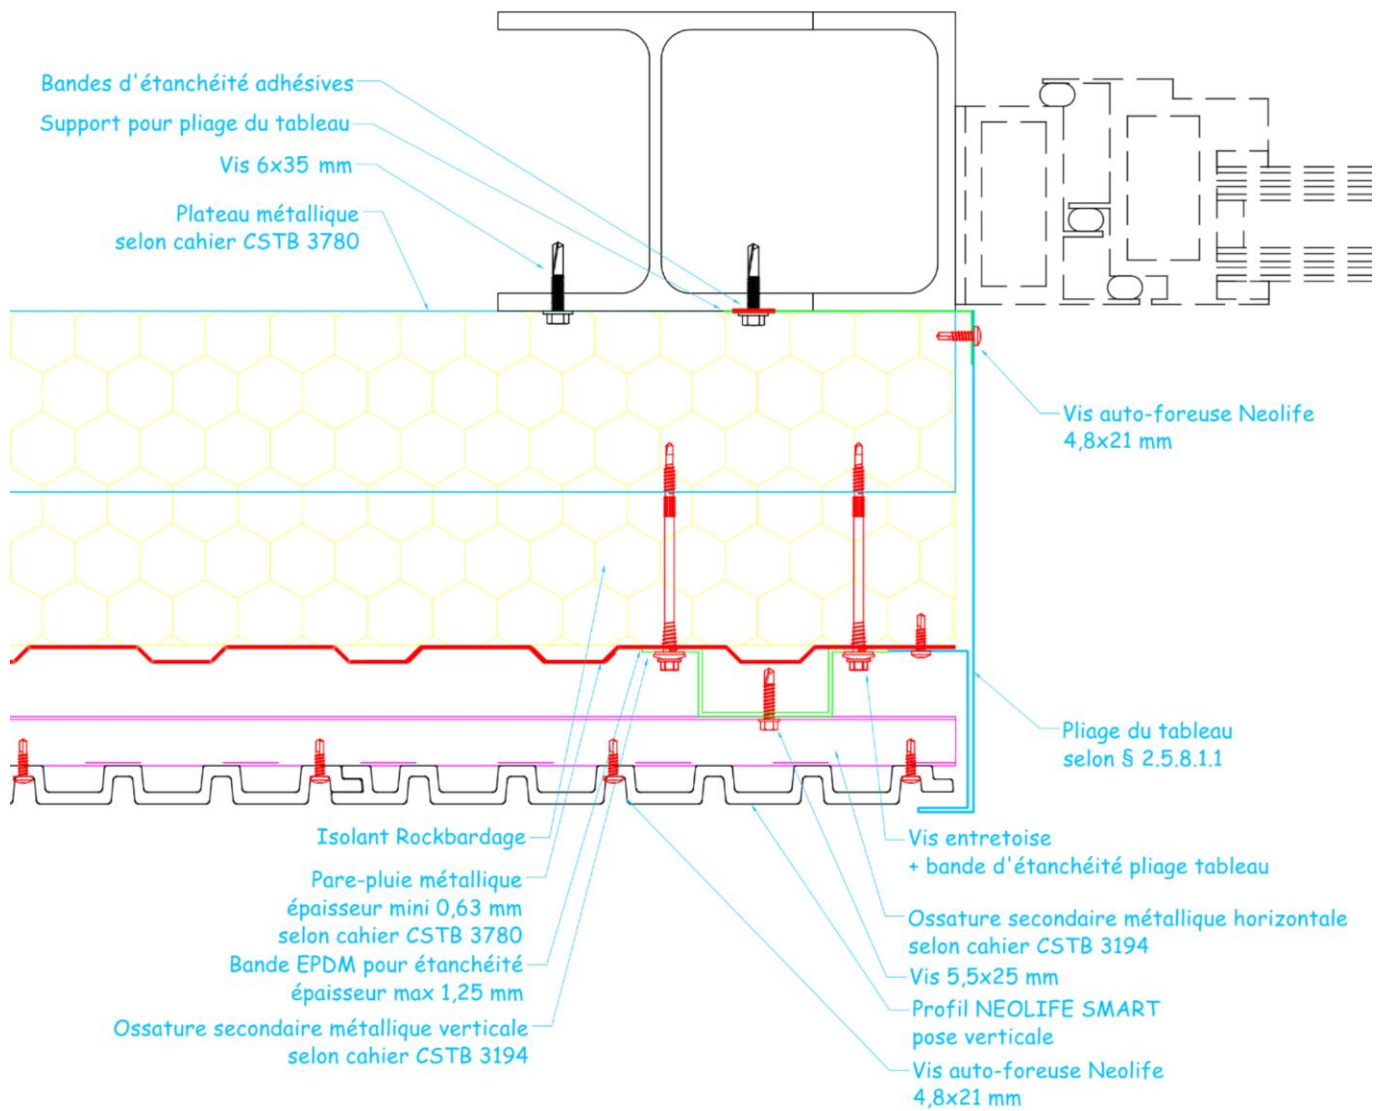 Bandes d'étanchéité adhésives
Support pour pliage du tableau
Vis 6x35 mm
Plateau métallique
selon cahier CSTB 3780
Vis auto-foreuse Neolife
4,8x21 mm
Pliage du tableau
selon § 2.5.8.1.1
Isolant Rockbardage
Pare-pluie métallique
épaisseur mini 0,63 mm
selon cahier CSTB 3780
Bande EPDM pour étanchéité
épaisseur max 1,25 mm
Ossature secondaire métallique verticale
selon cahier CSTB 3194
Vis entretoise
+ bande d'étanchéité pliage tableau
Ossature secondaire métallique horizontale
selon cahier CSTB 3194
Vis 5,5x25 mm
Profil NEOLIFE SMART
pose verticale
Vis auto-foreuse Neolife
4,8x21 mm